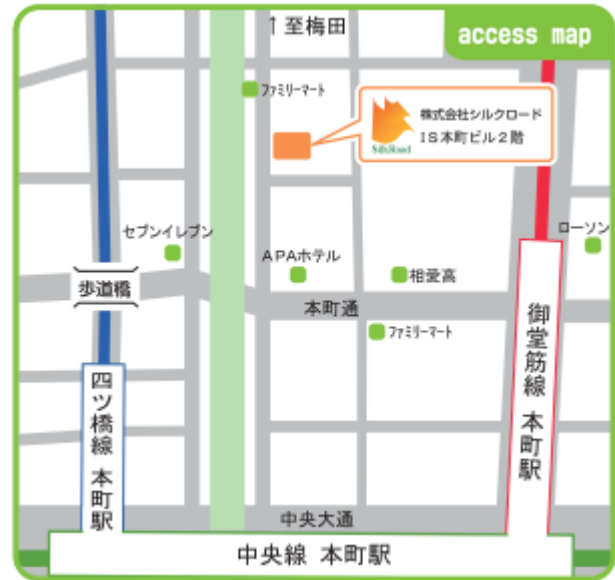 ↑至梅田
access map
ファミリーマート
株式会社シルクロード
IS本町ビル2階
SilkRoad
セブンイレブン
APAホテル
相愛高
ローソン
歩道橋
本町通
ファミリーマート
四ツ橋線 本町駅
御堂筋線 本町駅
中央大通
中央線 本町駅